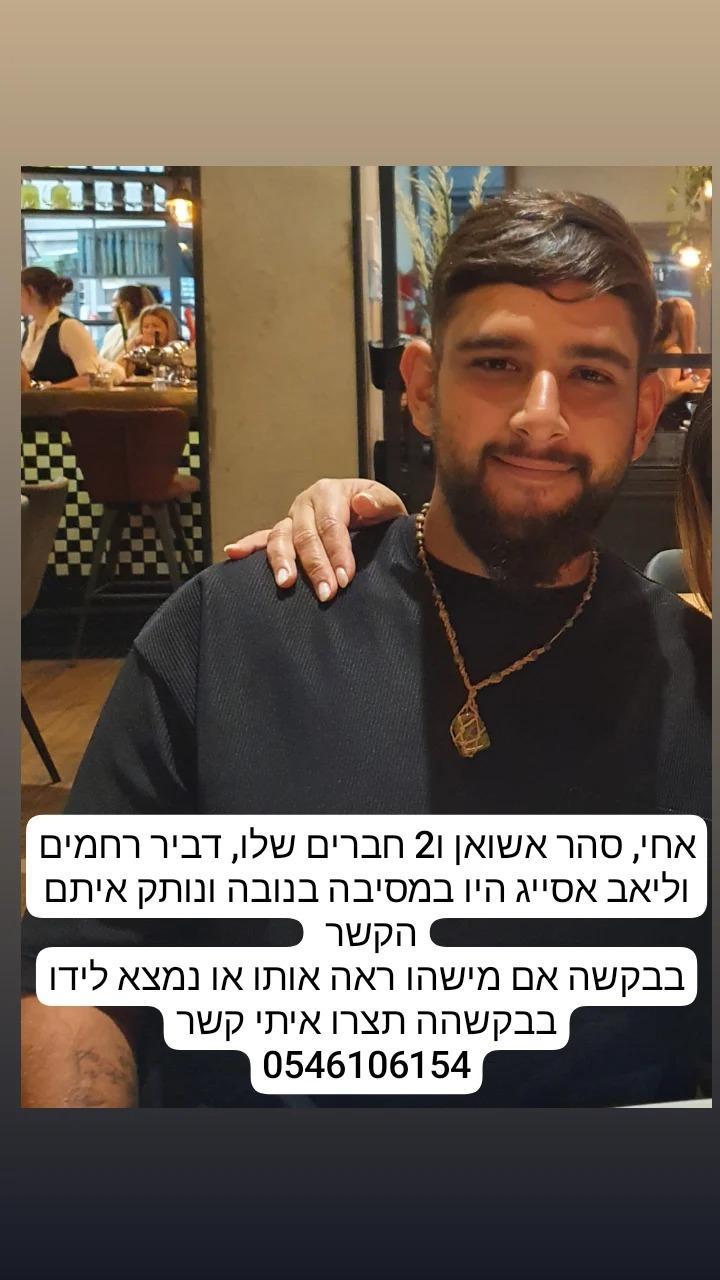 אחי, סהר אשואן ו2 חברים שלו, דביר רחמים
וליאב אסייג היו במסיבה בנובה ונותק איתם
הקשר
בבקשה אם מישהו ראה אותו או נמצא לידו
בבקשהה תצרו איתי קשר
0546106154